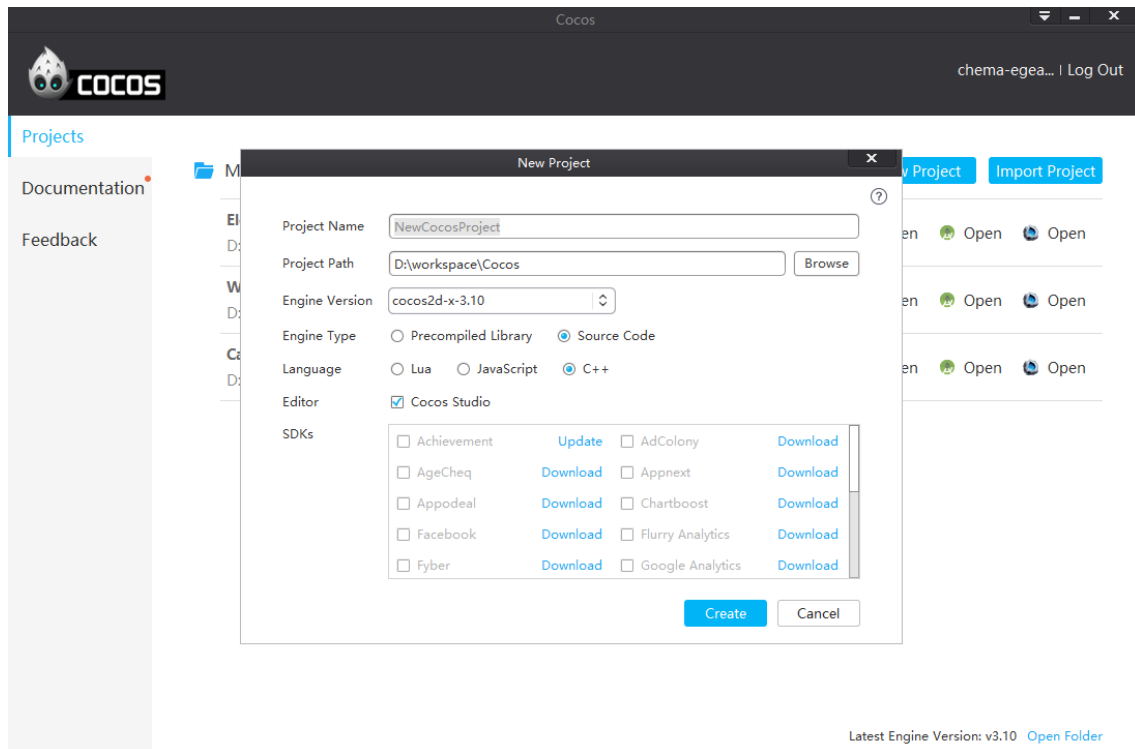 Cocos
COCOS
chema-egea... | Log Out
Projects
Documentation
Feedback
New Project
Project
Import Project
Project Name NewCocosProject
Project Path D:\workspace\Cocos Browse
Engine Version cocos2d-x-3.10
Engine Type Precompiled Library Source Code
Language Lua JavaScript C++
Editor Cocos Studio
SDKs
Achievement Update AdColony Download
AgeCheq Download Appnext Download
Appodeal Download Chartboost Download
Facebook Download Flurry Analytics Download
Fyber Download Google Analytics Download
Create Cancel
Open Open
Open Open
Open Open
Latest Engine Version: v3.10 Open Folder